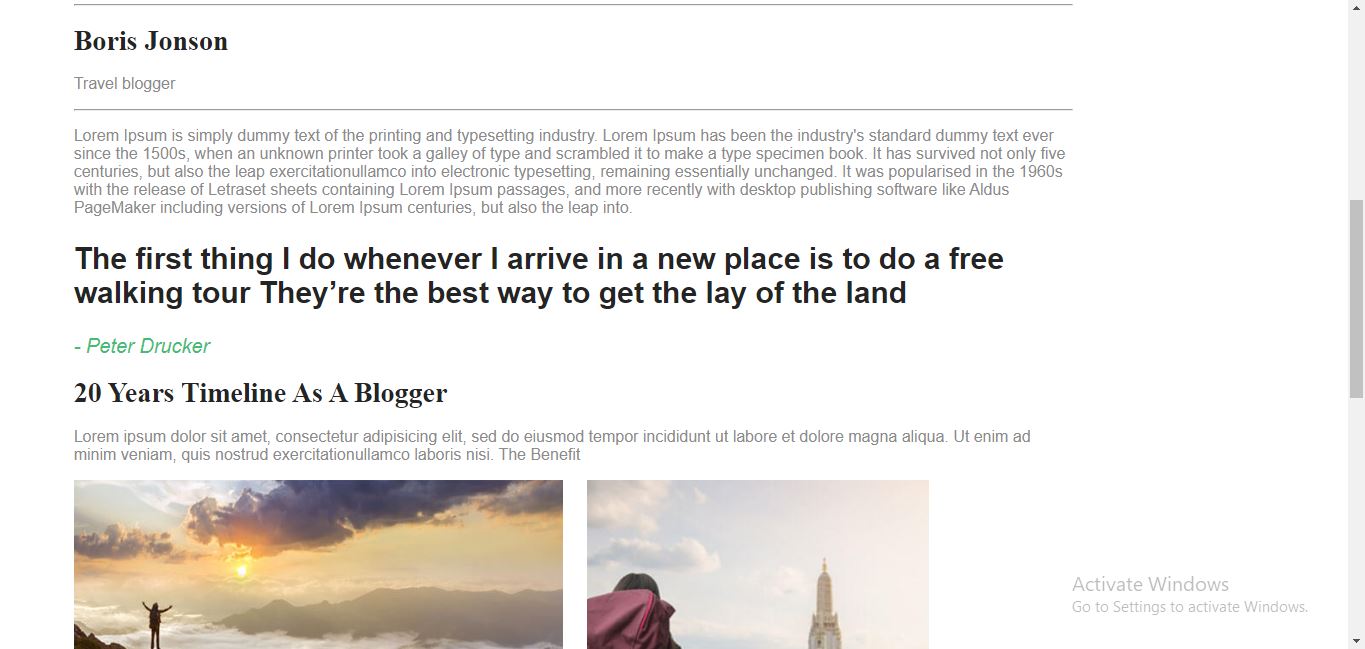 Boris Jonson
Travel blogger
Lorem Ipsum is simply dummy text of the printing and typesetting industry. Lorem Ipsum has been the industry's standard dummy text ever
since the 1500s, when an unknown printer took a galley of type and scrambled it to make a type specimen book. It has survived not only five
centuries, but also the leap exercitationullamco into electronic typesetting, remaining essentially unchanged. It was popularised in the 1960s
with the release of Letraset sheets containing Lorem Ipsum passages, and more recently with desktop publishing software like Aldus
PageMaker including versions of Lorem Ipsum centuries, but also the leap into.
The first thing I do whenever I arrive in a new place is to do a free
walking tour They’re the best way to get the lay of the land
- Peter Drucker
20 Years Timeline As A Blogger
Lorem ipsum dolor sit amet, consectetur adipisicing elit, sed do eiusmod tempor incididunt ut labore et dolore magna aliqua. Ut enim ad
minim veniam, quis nostrud exercitationullamco laboris nisi. The Benefit
Activate Windows
Go to Settings to activate Windows.